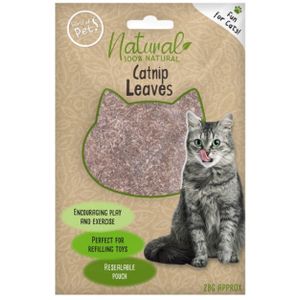 Pet?
Fun
for Cats!
Natural
100% NATURAL
Catnip
Leaves
ENCOURAGING PLAY
AND EXERCISE
PERFECT FOR
REFILLING TOYS
RESEALABLE
POUCH
28G APPROX